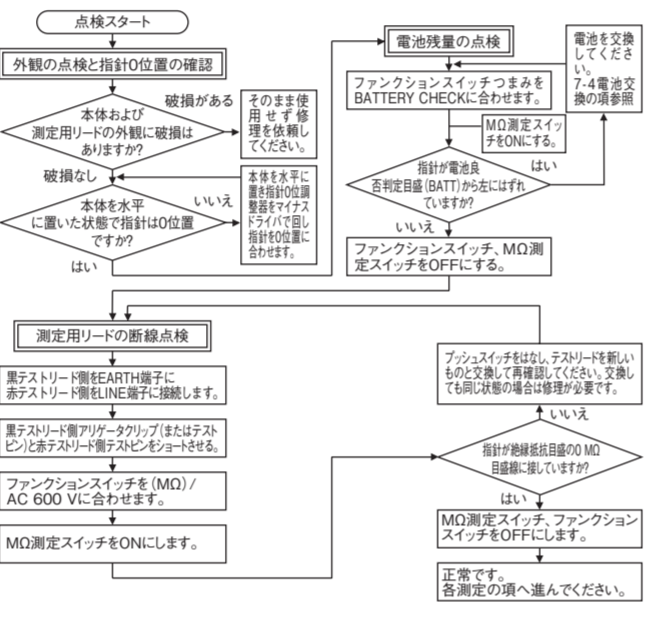 点検スタート
外観の点検と指針0位置の確認
本体および
測定用リードの外観に破損は
ありますか?
破損がある
そのまま使
用せず修
理を依頼し
てください。
破損なし
本体を水平
に置いた状態で指針は0位置
ですか?
いいえ
本体を水平に
置き指針0位調
整器をマイナス
ドライバで回し
指針を0位置に
合わせます。
はい
電池残量の点検
ファンクションスイッチつまみを
BATTERY CHECKに合わせます。
MΩ測定スイッ
チをONにする。
指針が電池良
否判定目盛(BATT)から左にはずれ
ていますか?
はい
電池を交換
してくださ
い。
7-4電池交
換の項参照
いいえ
ファンクションスイッチ、MΩ測
定スイッチをOFFにする。
測定用リードの断線点検
黒テストリード側をEARTH端子に
赤テストリード側をLINE端子に接続します。
黒テストリード側アリゲータクリップ(またはテスト
ピン)と赤テストリード側テストピンをショートさせる。
ファンクションスイッチを(MΩ)/
AC 600 Vに合わせます。
MΩ測定スイッチをONにします。
プッシュスイッチをはなし、テストリードを新しい
ものと交換して再確認してください。交換し
ても同じ状態の場合は修理が必要です。
いいえ
指針が絶縁抵抗目盛の0 MΩ
目盛線に接していますか?
はい
MΩ測定スイッチ、ファンクション
スイッチをOFFにします。
正常です。
各測定の項へ進んでください。